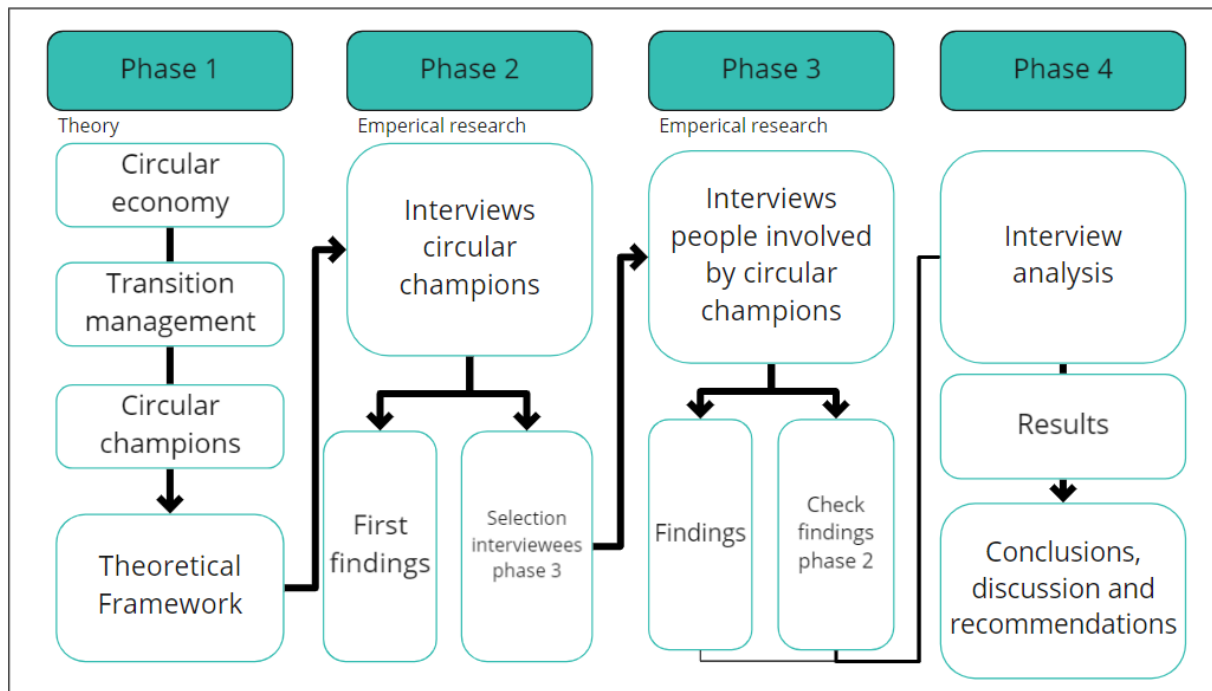 Phase 1
Theory
Circular
economy
Transition
management
Circular
champions
Theoretical
Framework
Phase 2
Emperical research
Interviews
circular
champions
First
findings
Selection
interviewees
phase 3
Phase 3
Emperical research
Interviews
people involved
by circular
champions
Findings
Check
findings
phase 2
Phase 4
Interview
analysis
Results
Conclusions,
discussion and
recommendations